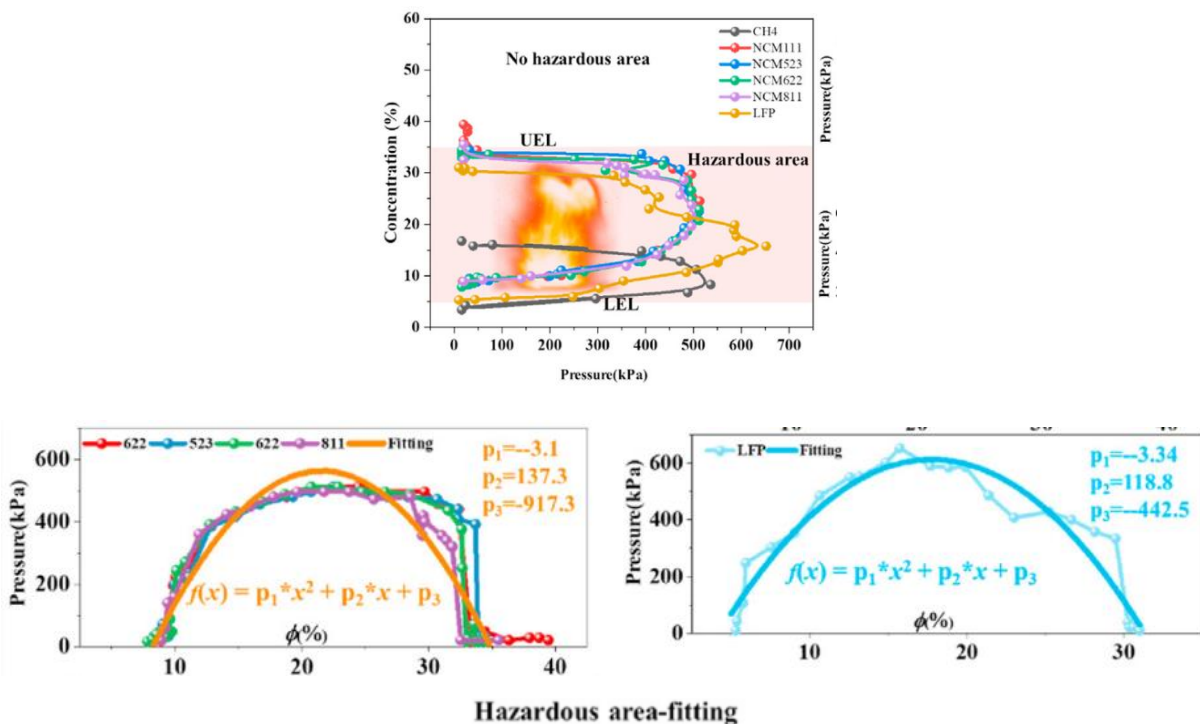 60
50
40
30
20
10
0
Concentration (%)
No hazardous area
CH4
NCM111
NCM523
NCM622
NCM811
LFP
UEL
Hazardous area
LEL
0 100 200 300 400 500 600 700
Pressure(kPa)
Pressure(kPa)
Pressure(kPa)
622 523 622 811 Fitting
p₁=--3.1
p₂=137.3
p₃=-917.3
f(x) = p₁*x² + p₂*x + p₃
600
400
200
0
Pressure(kPa)
ϕ(%)
10 20 30 40
LFP Fitting
p₁=--3.34
p₂=118.8
p₃=--442.5
f(x) = p₁*x² + p₂*x + p₃
600
400
200
0
Pressure(kPa)
ϕ(%)
10 20 30
Hazardous area-fitting